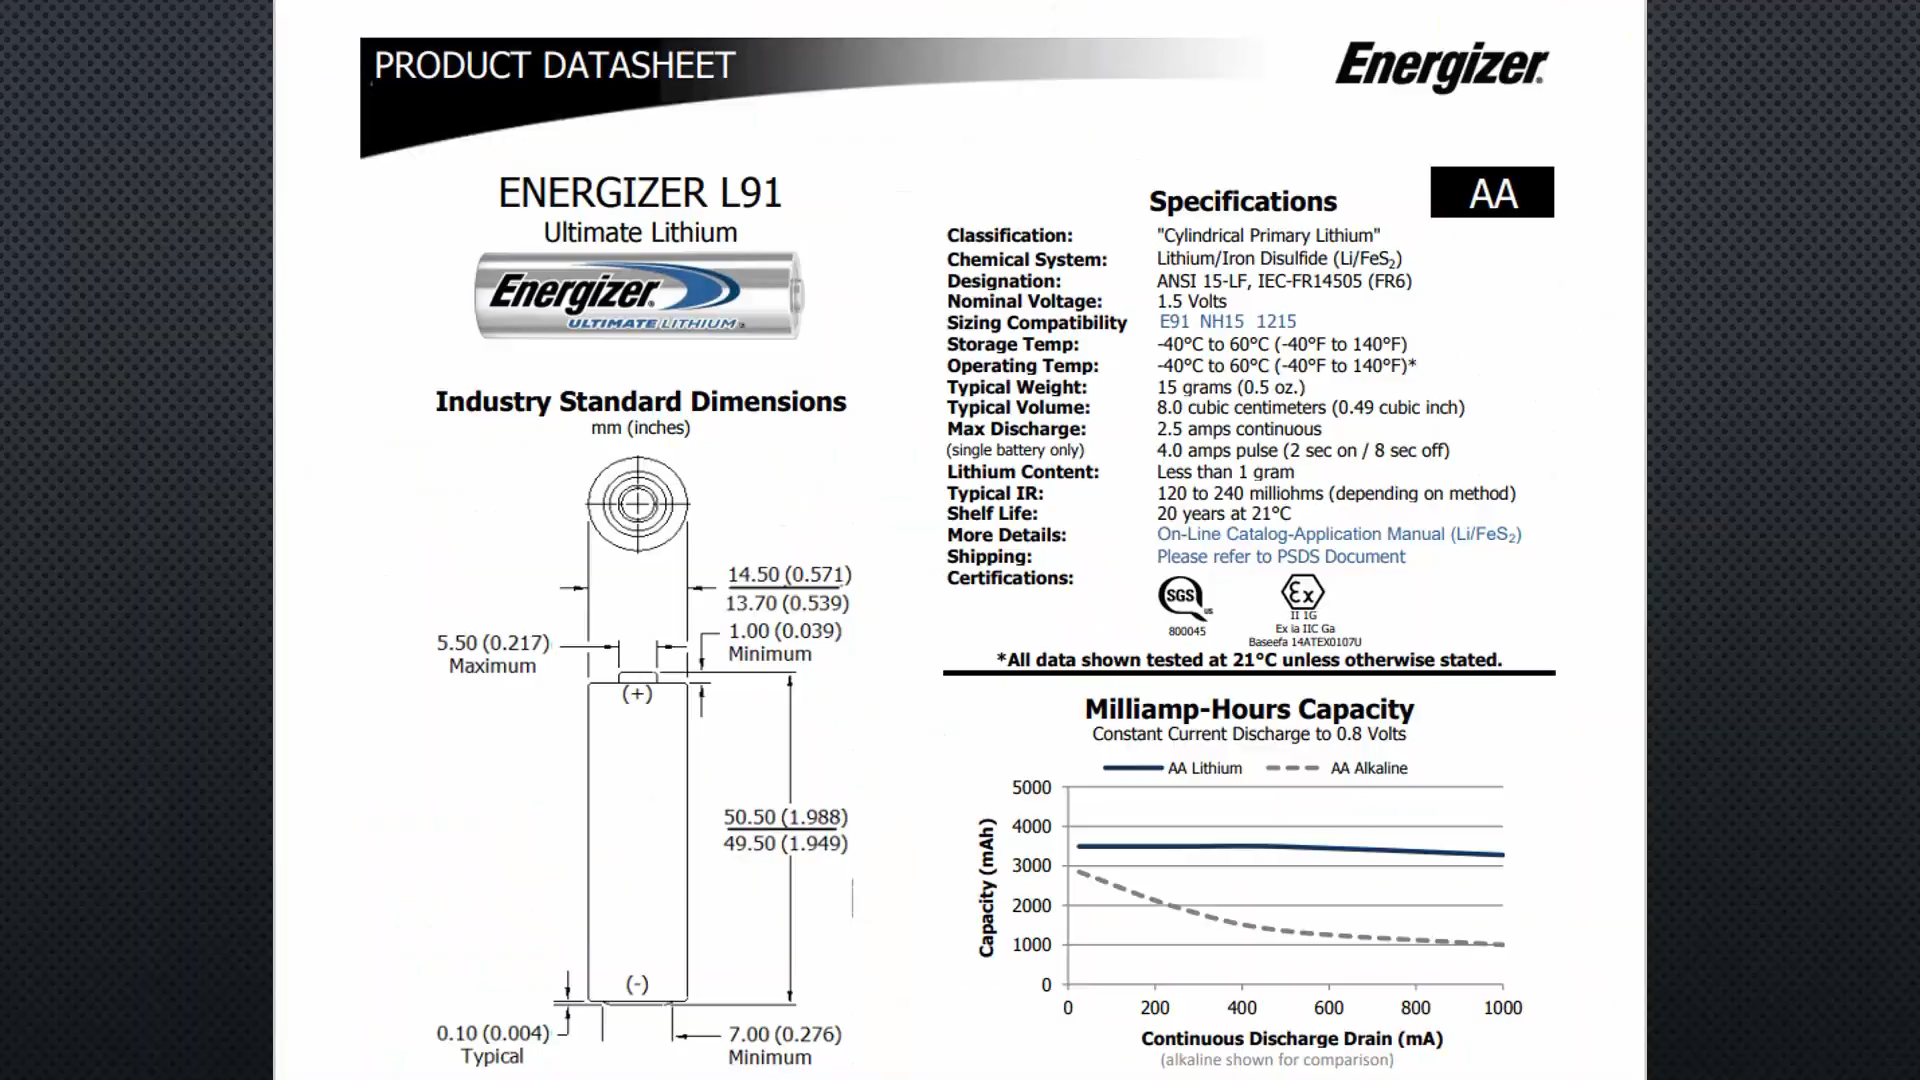 PRODUCT DATASHEET
Energizer.
ENERGIZER L91
Ultimate Lithium
Energizer.
ULTIMATE LITHIUM
Industry Standard Dimensions
mm (inches)
14.50 (0.571)
13.70 (0.539)
5.50 (0.217)
Maximum
1.00 (0.039)
Minimum
(+)
50.50 (1.988)
49.50 (1.949)
(-)
0.10 (0.004)
Typical
7.00 (0.276)
Minimum
AA
Specifications
Classification: "Cylindrical Primary Lithium"
Chemical System: Lithium/Iron Disulfide (Li/FeS₂)
Designation: ANSI 15-LF, IEC-FR14505 (FR6)
Nominal Voltage: 1.5 Volts
Sizing Compatibility E91 NH15 1215
Storage Temp: -40°C to 60°C (-40°F to 140°F)
Operating Temp: -40°C to 60°C (-40°F to 140°F)*
Typical Weight: 15 grams (0.5 oz.)
Typical Volume: 8.0 cubic centimeters (0.49 cubic inch)
Max Discharge: 2.5 amps continuous
(single battery only) 4.0 amps pulse (2 sec on / 8 sec off)
Lithium Content: Less than 1 gram
Typical IR: 120 to 240 milliohms (depending on method)
Shelf Life: 20 years at 21°C
More Details: On-Line Catalog-Application Manual (Li/FeS₂)
Shipping: Please refer to PSDS Document
Certifications:
SGS
US
800045
Ex
II 1G
Ex ia IIC Ga
Baseefa 14ATEX0107U
*All data shown tested at 21°C unless otherwise stated.
Milliamp-Hours Capacity
Constant Current Discharge to 0.8 Volts
AA Lithium AA Alkaline
Capacity (mAh)
5000
4000
3000
2000
1000
0
0 200 400 600 800 1000
Continuous Discharge Drain (mA)
(alkaline shown for comparison)